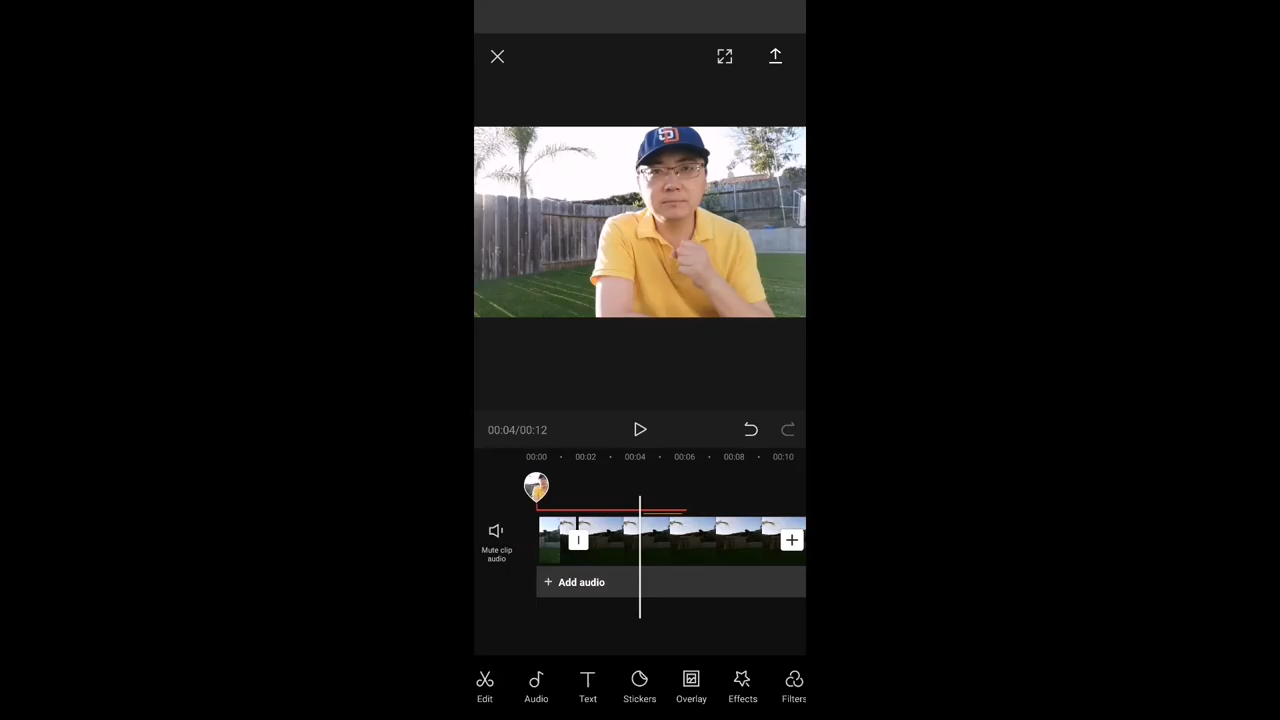 SD
00:04/00:12
00:00 00:02 00:04 00:06 00:08 00:10
Mute clip
audio
+ Add audio
Edit Audio Text Stickers Overlay Effects Filters